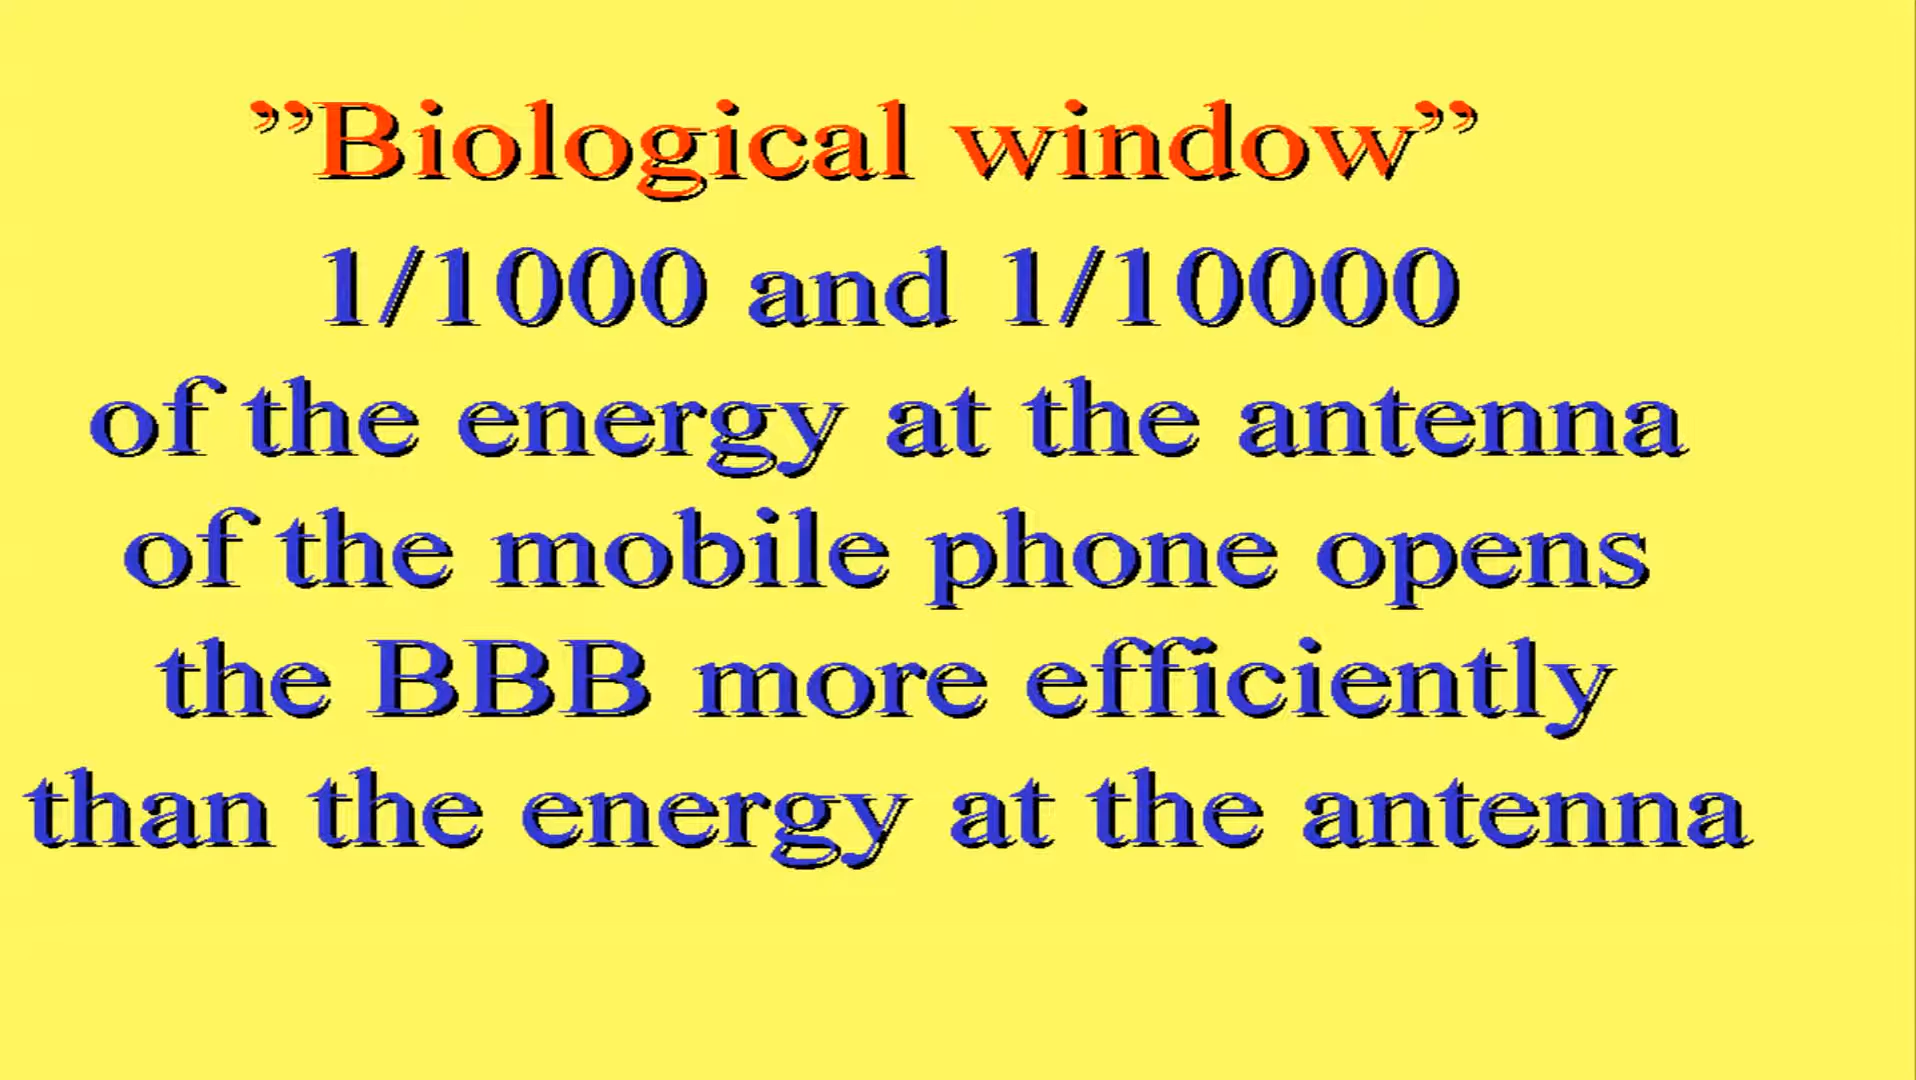 ”Biological window”
1/1000 and 1/10000
of the energy at the antenna
of the mobile phone opens
the BBB more efficiently
than the energy at the antenna